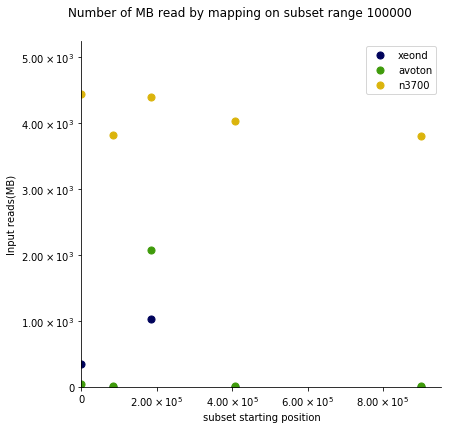 Number of MB read by mapping on subset range 100000
xeond
avoton
n3700
5.00 × 10³
4.00 × 10³
3.00 × 10³
2.00 × 10³
1.00 × 10³
0
Input reads(MB)
0
2.00 × 10⁵
4.00 × 10⁵
6.00 × 10⁵
8.00 × 10⁵
subset starting position